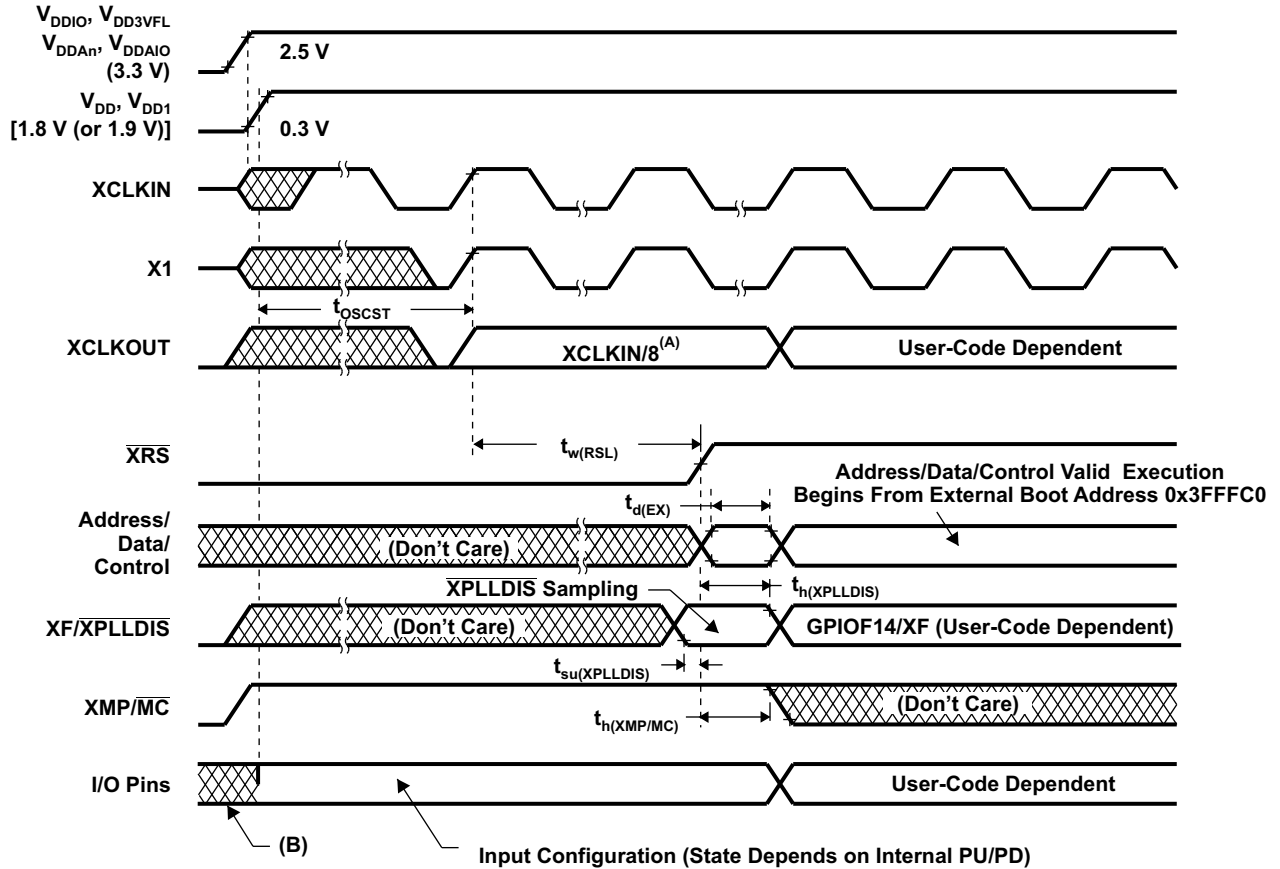 V_DDIO, V_DD3VFL
V_DDAn, V_DDAIO
(3.3 V)
2.5 V
V_DD, V_DD1
[1.8 V (or 1.9 V)]
0.3 V
XCLKIN
X1
t_OSCST
XCLKOUT
XCLKIN/8(A)
User-Code Dependent
XRS
t_w(RSL)
Address/Data/Control Valid Execution
Begins From External Boot Address 0x3FFFC0
t_d(EX)
Address/
Data/
Control
(Don't Care)
XPLLDIS Sampling
t_h(XPLLDIS)
XF/XPLLDIS
(Don't Care)
GPIOF14/XF (User-Code Dependent)
t_su(XPLLDIS)
XMP/MC
(Don't Care)
t_h(XMP/MC)
I/O Pins
User-Code Dependent
(B)
Input Configuration (State Depends on Internal PU/PD)